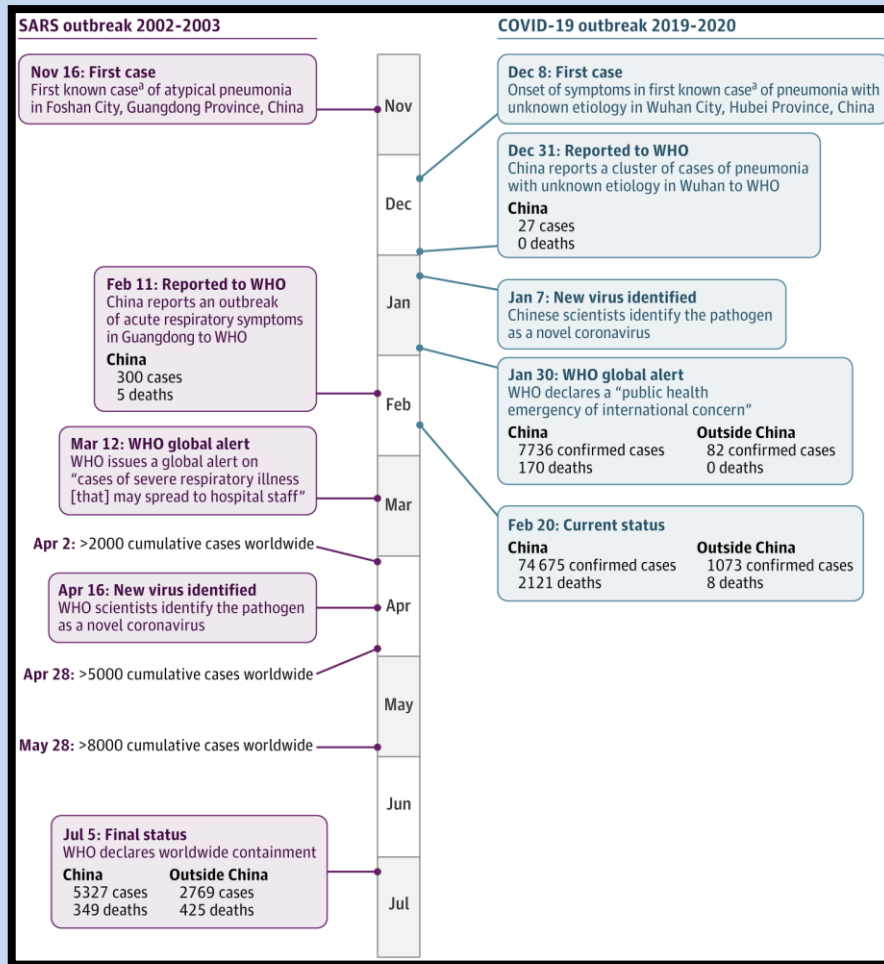 SARS outbreak 2002-2003
Nov 16: First case
First known caseᵃ of atypical pneumonia
in Foshan City, Guangdong Province, China
Feb 11: Reported to WHO
China reports an outbreak
of acute respiratory symptoms
in Guangdong to WHO
China
300 cases
5 deaths
Mar 12: WHO global alert
WHO issues a global alert on
“cases of severe respiratory illness
[that] may spread to hospital staff”
Apr 2: >2000 cumulative cases worldwide
Apr 16: New virus identified
WHO scientists identify the pathogen
as a novel coronavirus
Apr 28: >5000 cumulative cases worldwide
May 28: >8000 cumulative cases worldwide
Jul 5: Final status
WHO declares worldwide containment
China Outside China
5327 cases 2769 cases
349 deaths 425 deaths
Nov
Dec
Jan
Feb
Mar
Apr
May
Jun
Jul
COVID-19 outbreak 2019-2020
Dec 8: First case
Onset of symptoms in first known caseᵃ of pneumonia with
unknown etiology in Wuhan City, Hubei Province, China
Dec 31: Reported to WHO
China reports a cluster of cases of pneumonia
with unknown etiology in Wuhan to WHO
China
27 cases
0 deaths
Jan 7: New virus identified
Chinese scientists identify the pathogen
as a novel coronavirus
Jan 30: WHO global alert
WHO declares a “public health
emergency of international concern”
China Outside China
7736 confirmed cases 82 confirmed cases
170 deaths 0 deaths
Feb 20: Current status
China Outside China
74 675 confirmed cases 1073 confirmed cases
2121 deaths 8 deaths